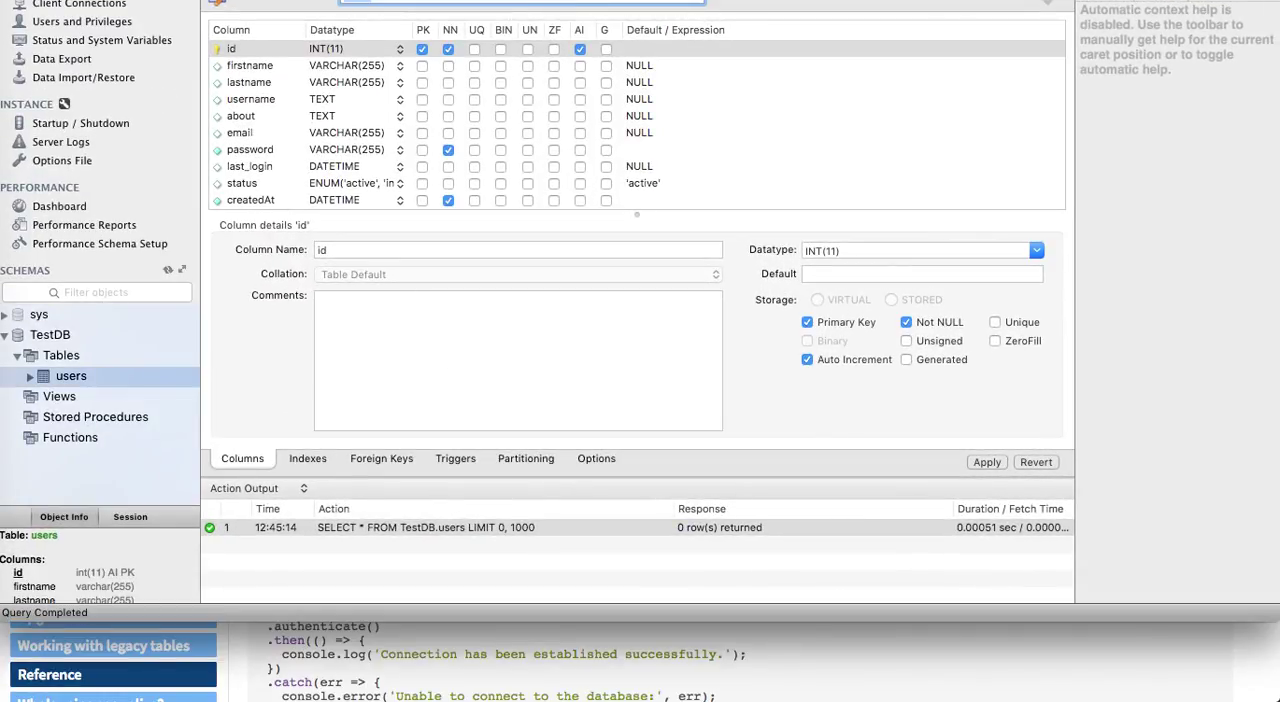 Client Connections
Users and Privileges
Status and System Variables
Data Export
Data Import/Restore
INSTANCE
Startup / Shutdown
Server Logs
Options File
PERFORMANCE
Dashboard
Performance Reports
Performance Schema Setup
SCHEMAS
Filter objects
sys
TestDB
Tables
users
Views
Stored Procedures
Functions
Object Info Session
Table: users
Columns:
id int(11) AI PK
firstname varchar(255)
lastname varchar(255)
Query Completed
Column Datatype PK NN UQ BIN UN ZF AI G Default / Expression
id INT(11)
firstname VARCHAR(255) NULL
lastname VARCHAR(255) NULL
username TEXT NULL
about TEXT NULL
email VARCHAR(255) NULL
password VARCHAR(255)
last_login DATETIME NULL
status ENUM('active', 'in 'active'
createdAt DATETIME
Column details 'id'
Column Name: id
Collation: Table Default
Comments:
Datatype: INT(11)
Default
Storage: VIRTUAL STORED
Primary Key Not NULL Unique
Binary Unsigned ZeroFill
Auto Increment Generated
Columns Indexes Foreign Keys Triggers Partitioning Options
Apply Revert
Action Output
Time Action Response Duration / Fetch Time
1 12:45:14 SELECT * FROM TestDB.users LIMIT 0, 1000 0 row(s) returned 0.00051 sec / 0.0000...
Automatic context help is
disabled. Use the toolbar to
manually get help for the current
caret position or to toggle
automatic help.
Working with legacy tables
Reference
.authenticate()
.then(() => {
console.log('Connection has been established successfully.');
})
.catch(err => {
console.error('Unable to connect to the database:', err);